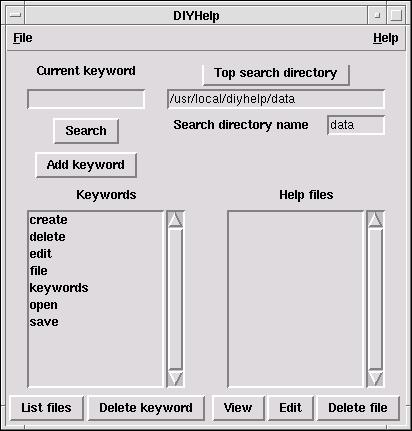 DIYHelp
File Help
Current keyword Top search directory
/usr/local/diyhelp/data
Search Search directory name data
Add keyword
Keywords Help files
create
delete
edit
file
keywords
open
save
List files Delete keyword View Edit Delete file